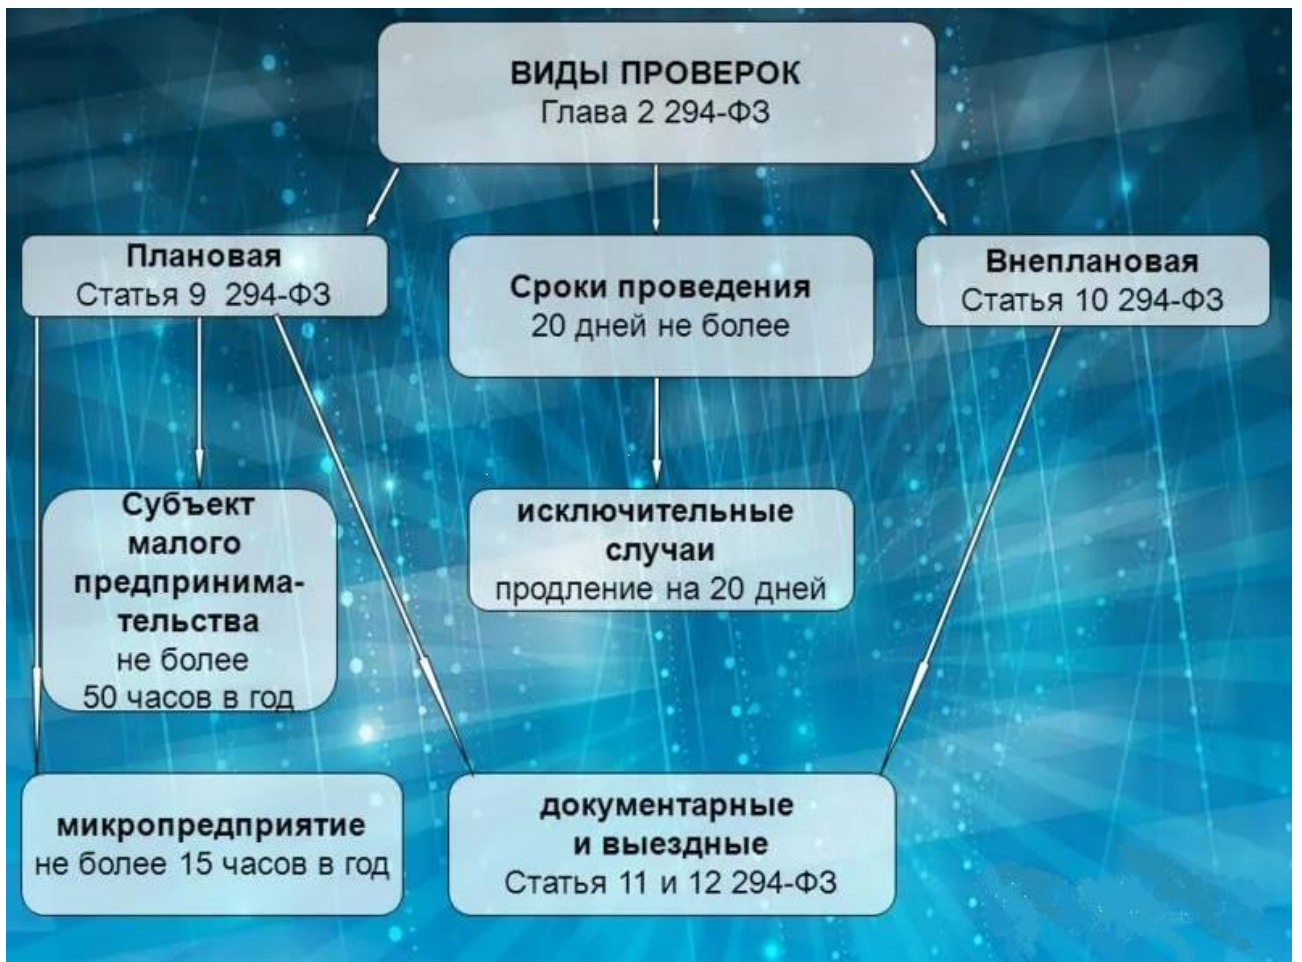 ВИДЫ ПРОВЕРОК
Глава 2 294-ФЗ
Плановая
Статья 9 294-ФЗ
Сроки проведения
20 дней не более
Внеплановая
Статья 10 294-ФЗ
Субъект
малого
предпринима-
тельства
не более
50 часов в год
исключительные
случаи
продление на 20 дней
микропредприятие
не более 15 часов в год
документарные
и выездные
Статья 11 и 12 294-ФЗ